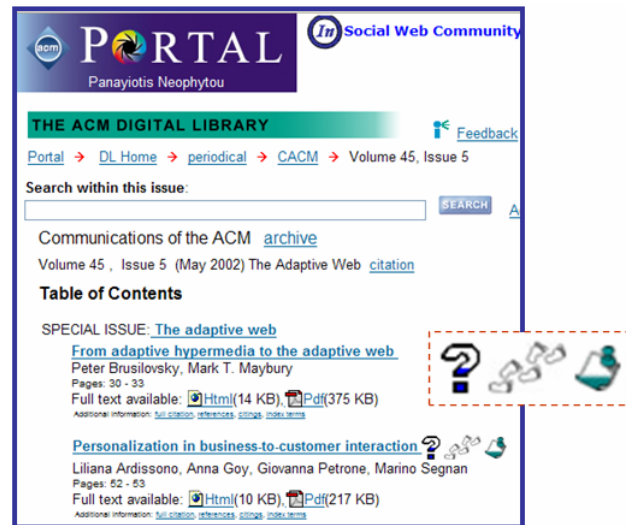 acm PORTAL
Panayiotis Neophytou
In Social Web Community
THE ACM DIGITAL LIBRARY
Feedback
Portal → DL Home → periodical → CACM → Volume 45, Issue 5
Search within this issue:
SEARCH
Communications of the ACM archive
Volume 45 , Issue 5 (May 2002) The Adaptive Web citation
Table of Contents
SPECIAL ISSUE: The adaptive web
From adaptive hypermedia to the adaptive web
Peter Brusilovsky, Mark T. Maybury
Pages: 30 - 33
Full text available: Html(14 KB), Pdf(375 KB)
Additional Information: full citation, references, citings, index terms
Personalization in business-to-customer interaction ?
Liliana Ardissono, Anna Goy, Giovanna Petrone, Marino Segnan
Pages: 52 - 53
Full text available: Html(10 KB), Pdf(217 KB)
Additional Information: full citation, references, citings, index terms
?